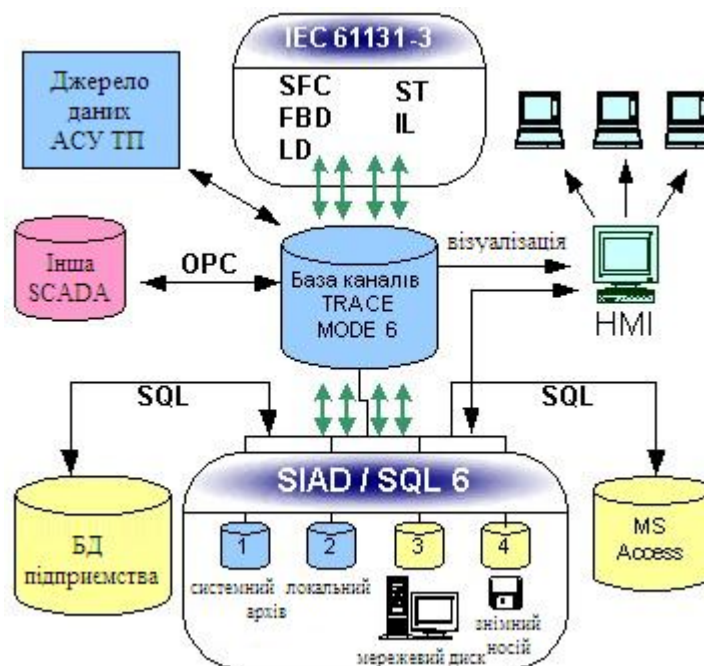 IEC 61131-3
SFC
FBD
LD
ST
IL
Джерело
даних
АСУ ТП
Інша
SCADA
OPC
База каналів
TRACE
MODE 6
візуалізація
HMI
SQL
SQL
SIAD / SQL 6
БД
підприємства
1
2
3
4
системний
архів
локальний
мережевий диск
знімний
носій
MS
Access